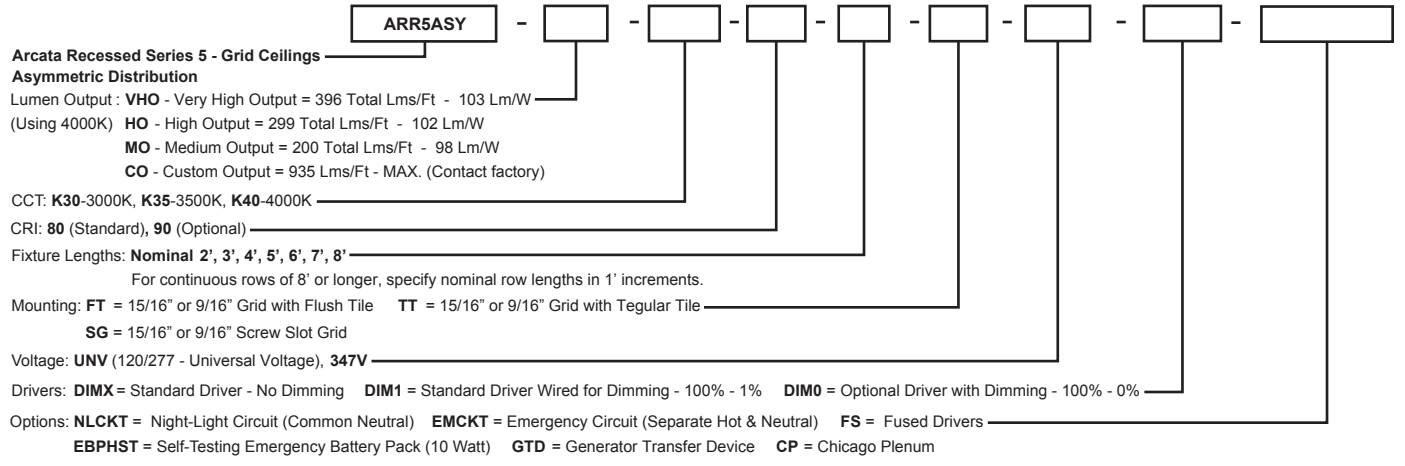 ARR5ASY - - - - - - - -
Arcata Recessed Series 5 - Grid Ceilings
Asymmetric Distribution
Lumen Output : VHO - Very High Output = 396 Total Lms/Ft - 103 Lm/W
(Using 4000K) HO - High Output = 299 Total Lms/Ft - 102 Lm/W
MO - Medium Output = 200 Total Lms/Ft - 98 Lm/W
CO - Custom Output = 935 Lms/Ft - MAX. (Contact factory)
CCT: K30-3000K, K35-3500K, K40-4000K
CRI: 80 (Standard), 90 (Optional)
Fixture Lengths: Nominal 2’, 3’, 4’, 5’, 6’, 7’, 8’
For continuous rows of 8’ or longer, specify nominal row lengths in 1’ increments.
Mounting: FT = 15/16” or 9/16” Grid with Flush Tile TT = 15/16” or 9/16” Grid with Tegular Tile
SG = 15/16” or 9/16” Screw Slot Grid
Voltage: UNV (120/277 - Universal Voltage), 347V
Drivers: DIMX = Standard Driver - No Dimming DIM1 = Standard Driver Wired for Dimming - 100% - 1% DIM0 = Optional Driver with Dimming - 100% - 0%
Options: NLCKT = Night-Light Circuit (Common Neutral) EMCKT = Emergency Circuit (Separate Hot & Neutral) FS = Fused Drivers
EBPHST = Self-Testing Emergency Battery Pack (10 Watt) GTD = Generator Transfer Device CP = Chicago Plenum